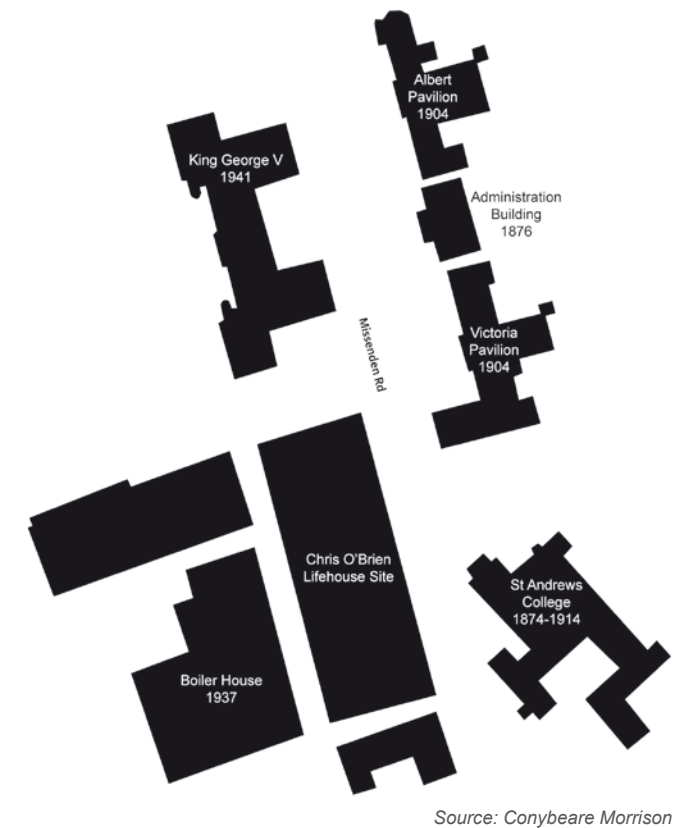 Albert
Pavilion
1904
King George V
1941
Administration
Building
1876
Missenden Rd
Victoria
Pavilion
1904
Chris O'Brien
Lifehouse Site
St Andrews
College
1874-1914
Boiler House
1937
Source: Conybeare Morrison